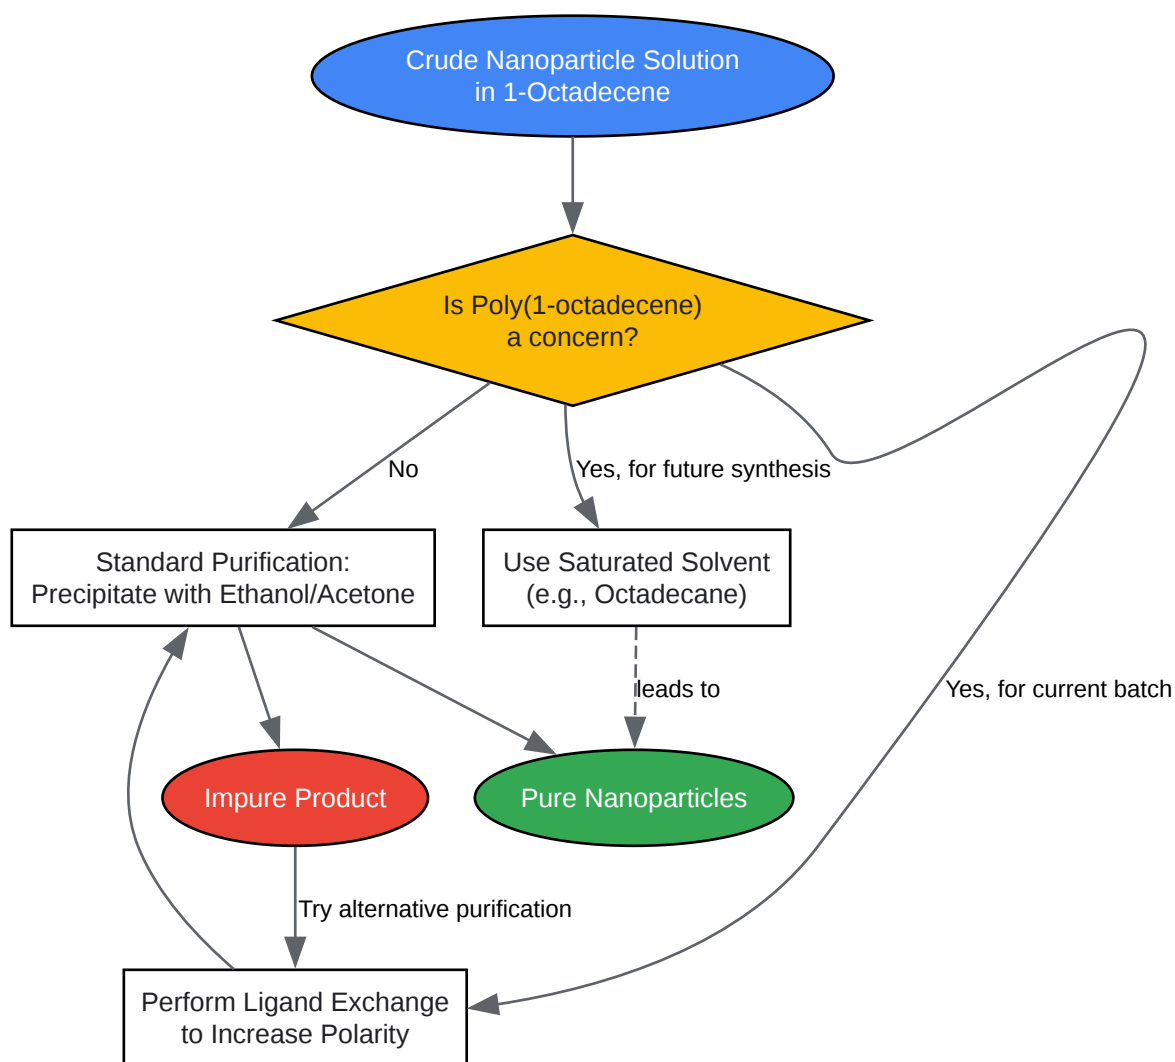 Crude Nanoparticle Solution
in 1-Octadecene
Is Poly(1-octadecene)
a concern?
No
Yes, for future synthesis
Standard Purification:
Precipitate with Ethanol/Acetone
Use Saturated Solvent
(e.g., Octadecane)
leads to
Yes, for current batch
Impure Product
Pure Nanoparticles
Try alternative purification
Perform Ligand Exchange
to Increase Polarity